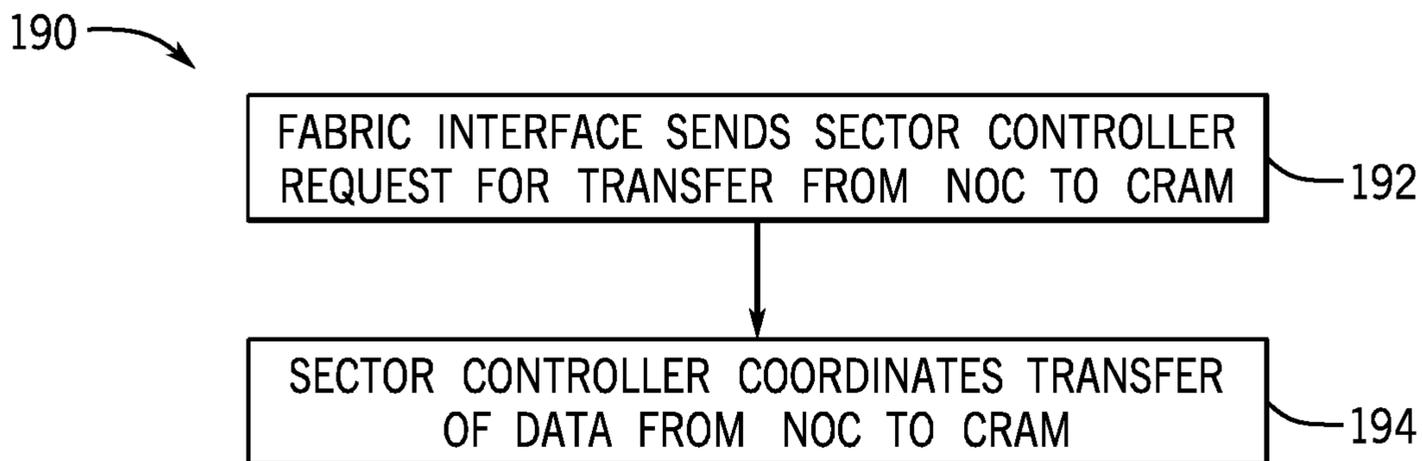 190
FABRIC INTERFACE SENDS SECTOR CONTROLLER
REQUEST FOR TRANSFER FROM NOC TO CRAM
192
SECTOR CONTROLLER COORDINATES TRANSFER
OF DATA FROM NOC TO CRAM
194